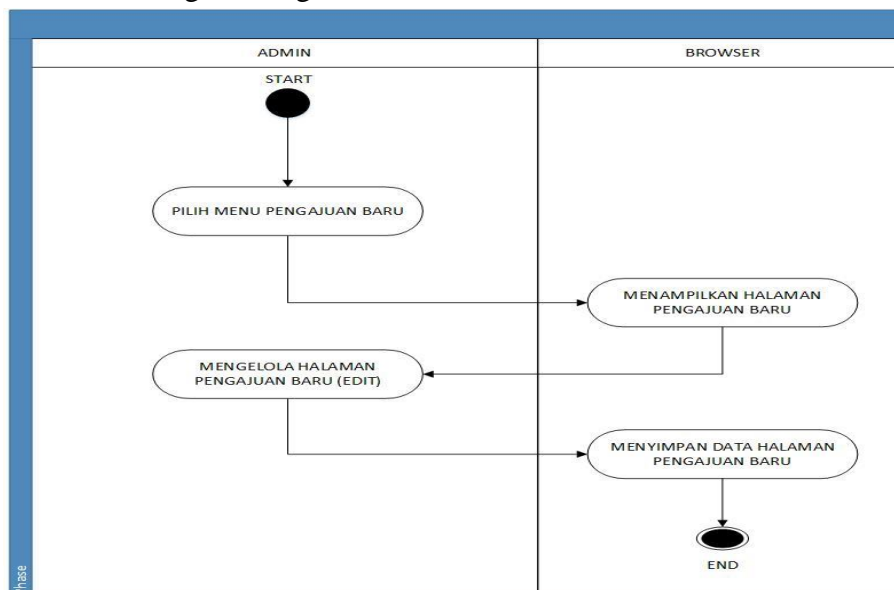 ADMIN
BROWSER
START
PILIH MENU PENGAJUAN BARU
MENAMPILKAN HALAMAN
PENGAJUAN BARU
MENGELOLA HALAMAN
PENGAJUAN BARU (EDIT)
MENYIMPAN DATA HALAMAN
PENGAJUAN BARU
END